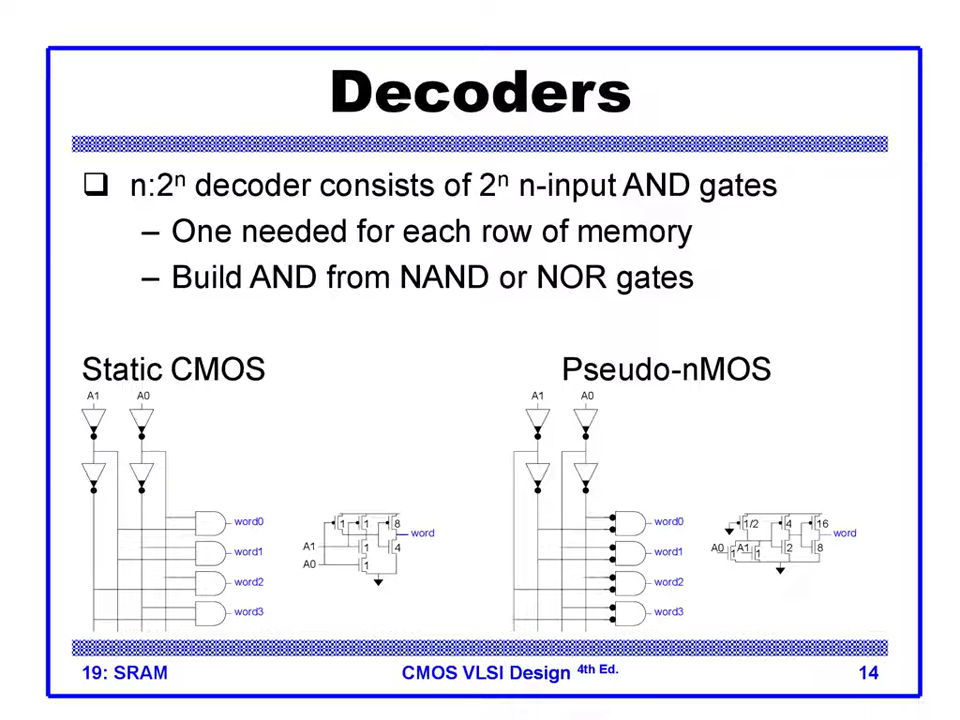 Decoders
❑ n:2ⁿ decoder consists of 2ⁿ n-input AND gates
– One needed for each row of memory
– Build AND from NAND or NOR gates
Static CMOS
Pseudo-nMOS
A1 A0
word0
word1
word2
word3
1 1 8
word
A1 1 4
A0 1
A1 A0
word0
word1
word2
word3
1/2 4 16
word
A0 1 A1 1 2 8
19: SRAM
CMOS VLSI Design 4th Ed.
14